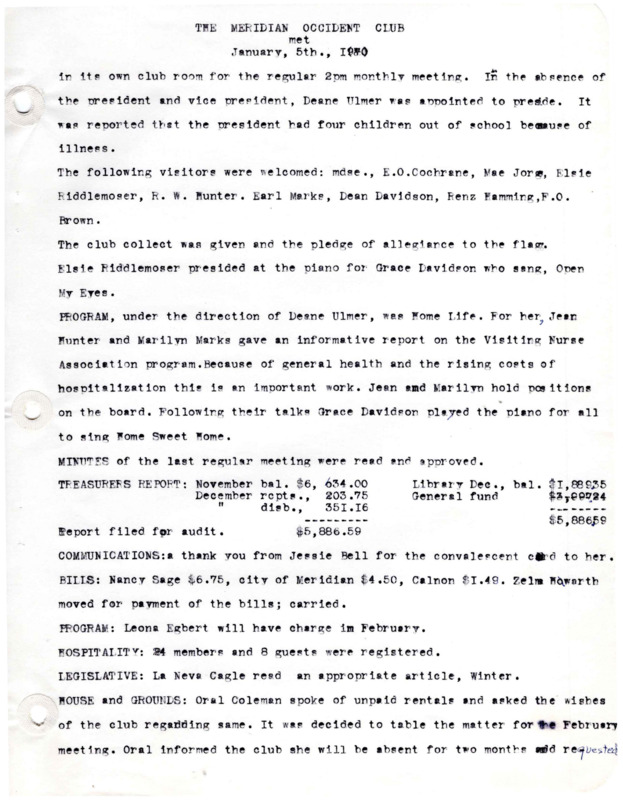 THE MERIDIAN OCCIDENT CLUB
met
January, 5th., I970
in its own club room for the regular 2pm monthly meeting. In the absence of
the president and vice president, Deane Ulmer was appointed to preside. It
was reported that the president had four children out of school because of
illness.
The following visitors were welcomed: mdse., E.O.Cochrane, Mae Jors, Elsie
Riddlemoser, R. W. Hunter. Earl Marks, Dean Davidson, Renz Hamming,F.O.
Brown.
The club collect was given and the pledge of allegiance to the flag.
Elsie Riddlemoser presided at the piano for Grace Davidson who sang, Open
My Eyes.
PROGRAM, under the direction of Deane Ulmer, was Home Life. For her, Jean
Hunter and Marilyn Marks gave an informative report on the Visiting Nurse
Association program.Because of general health and the rising costs of
hospitalization this is an important work. Jean and Marilyn hold positions
on the board. Following their talks Grace Davidson played the piano for all
to sing Home Sweet Home.
MINUTES of the last regular meeting were read and approved.
TREASURERS REPORT: November bal. $6, 634.00 Library Dec., bal. $I,88935
December rcpts., 203.75 General fund $3,99724
" disb., 35I.I6 --------
--------- $5,88659
Report filed for audit. $5,886.59
COMMUNICATIONS:a thank you from Jessie Bell for the convalescent card to her.
BILLS: Nancy Sage $6.75, city of Meridian $4.50, Calnon $I.49. Zelma Howarth
moved for payment of the bills; carried.
PROGRAM: Leona Egbert will have charge im February.
HOSPITALITY: 24 members and 8 guests were registered.
LEGISLATIVE: La Neva Cagle read an appropriate article, Winter.
HOUSE and GROUNDS: Oral Coleman spoke of unpaid rentals and asked the wishes
of the club regarding same. It was decided to table the matter for the February
meeting. Oral informed the club she will be absent for two months and requested